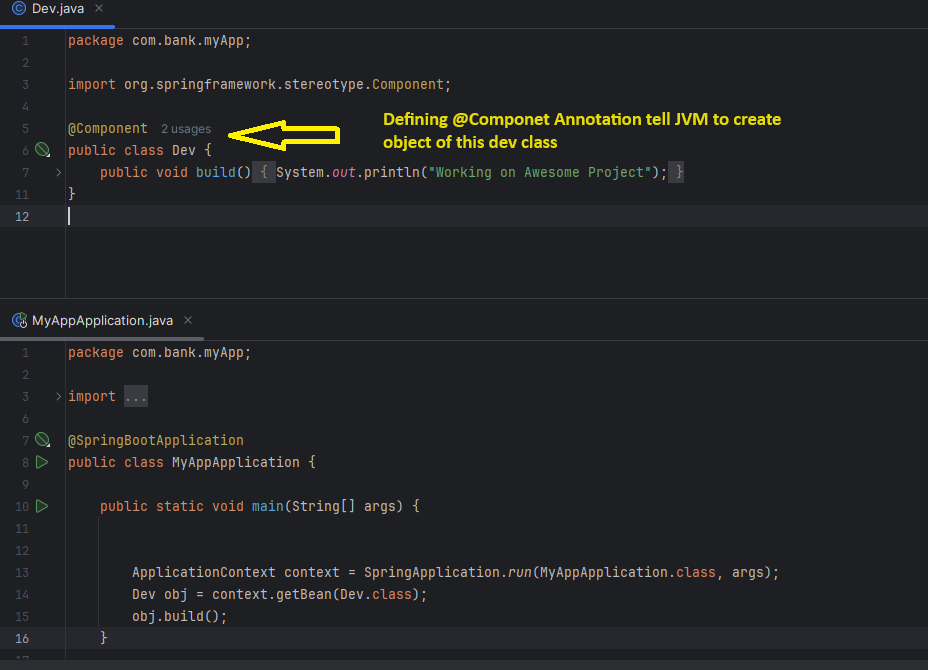 Dev.java
1 package com.bank.myApp;
2
3 import org.springframework.stereotype.Component;
4
5 @Component 2 usages
Defining @Componet Annotation tell JVM to create
object of this dev class
6 public class Dev {
7 public void build() { System.out.println("Working on Awesome Project"); }
11 }
12
MyAppApplication.java
1 package com.bank.myApp;
2
3 import ...
6
7 @SpringBootApplication
8 public class MyAppApplication {
9
10 public static void main(String[] args) {
11
12
13 ApplicationContext context = SpringApplication.run(MyAppApplication.class, args);
14 Dev obj = context.getBean(Dev.class);
15 obj.build();
16 }